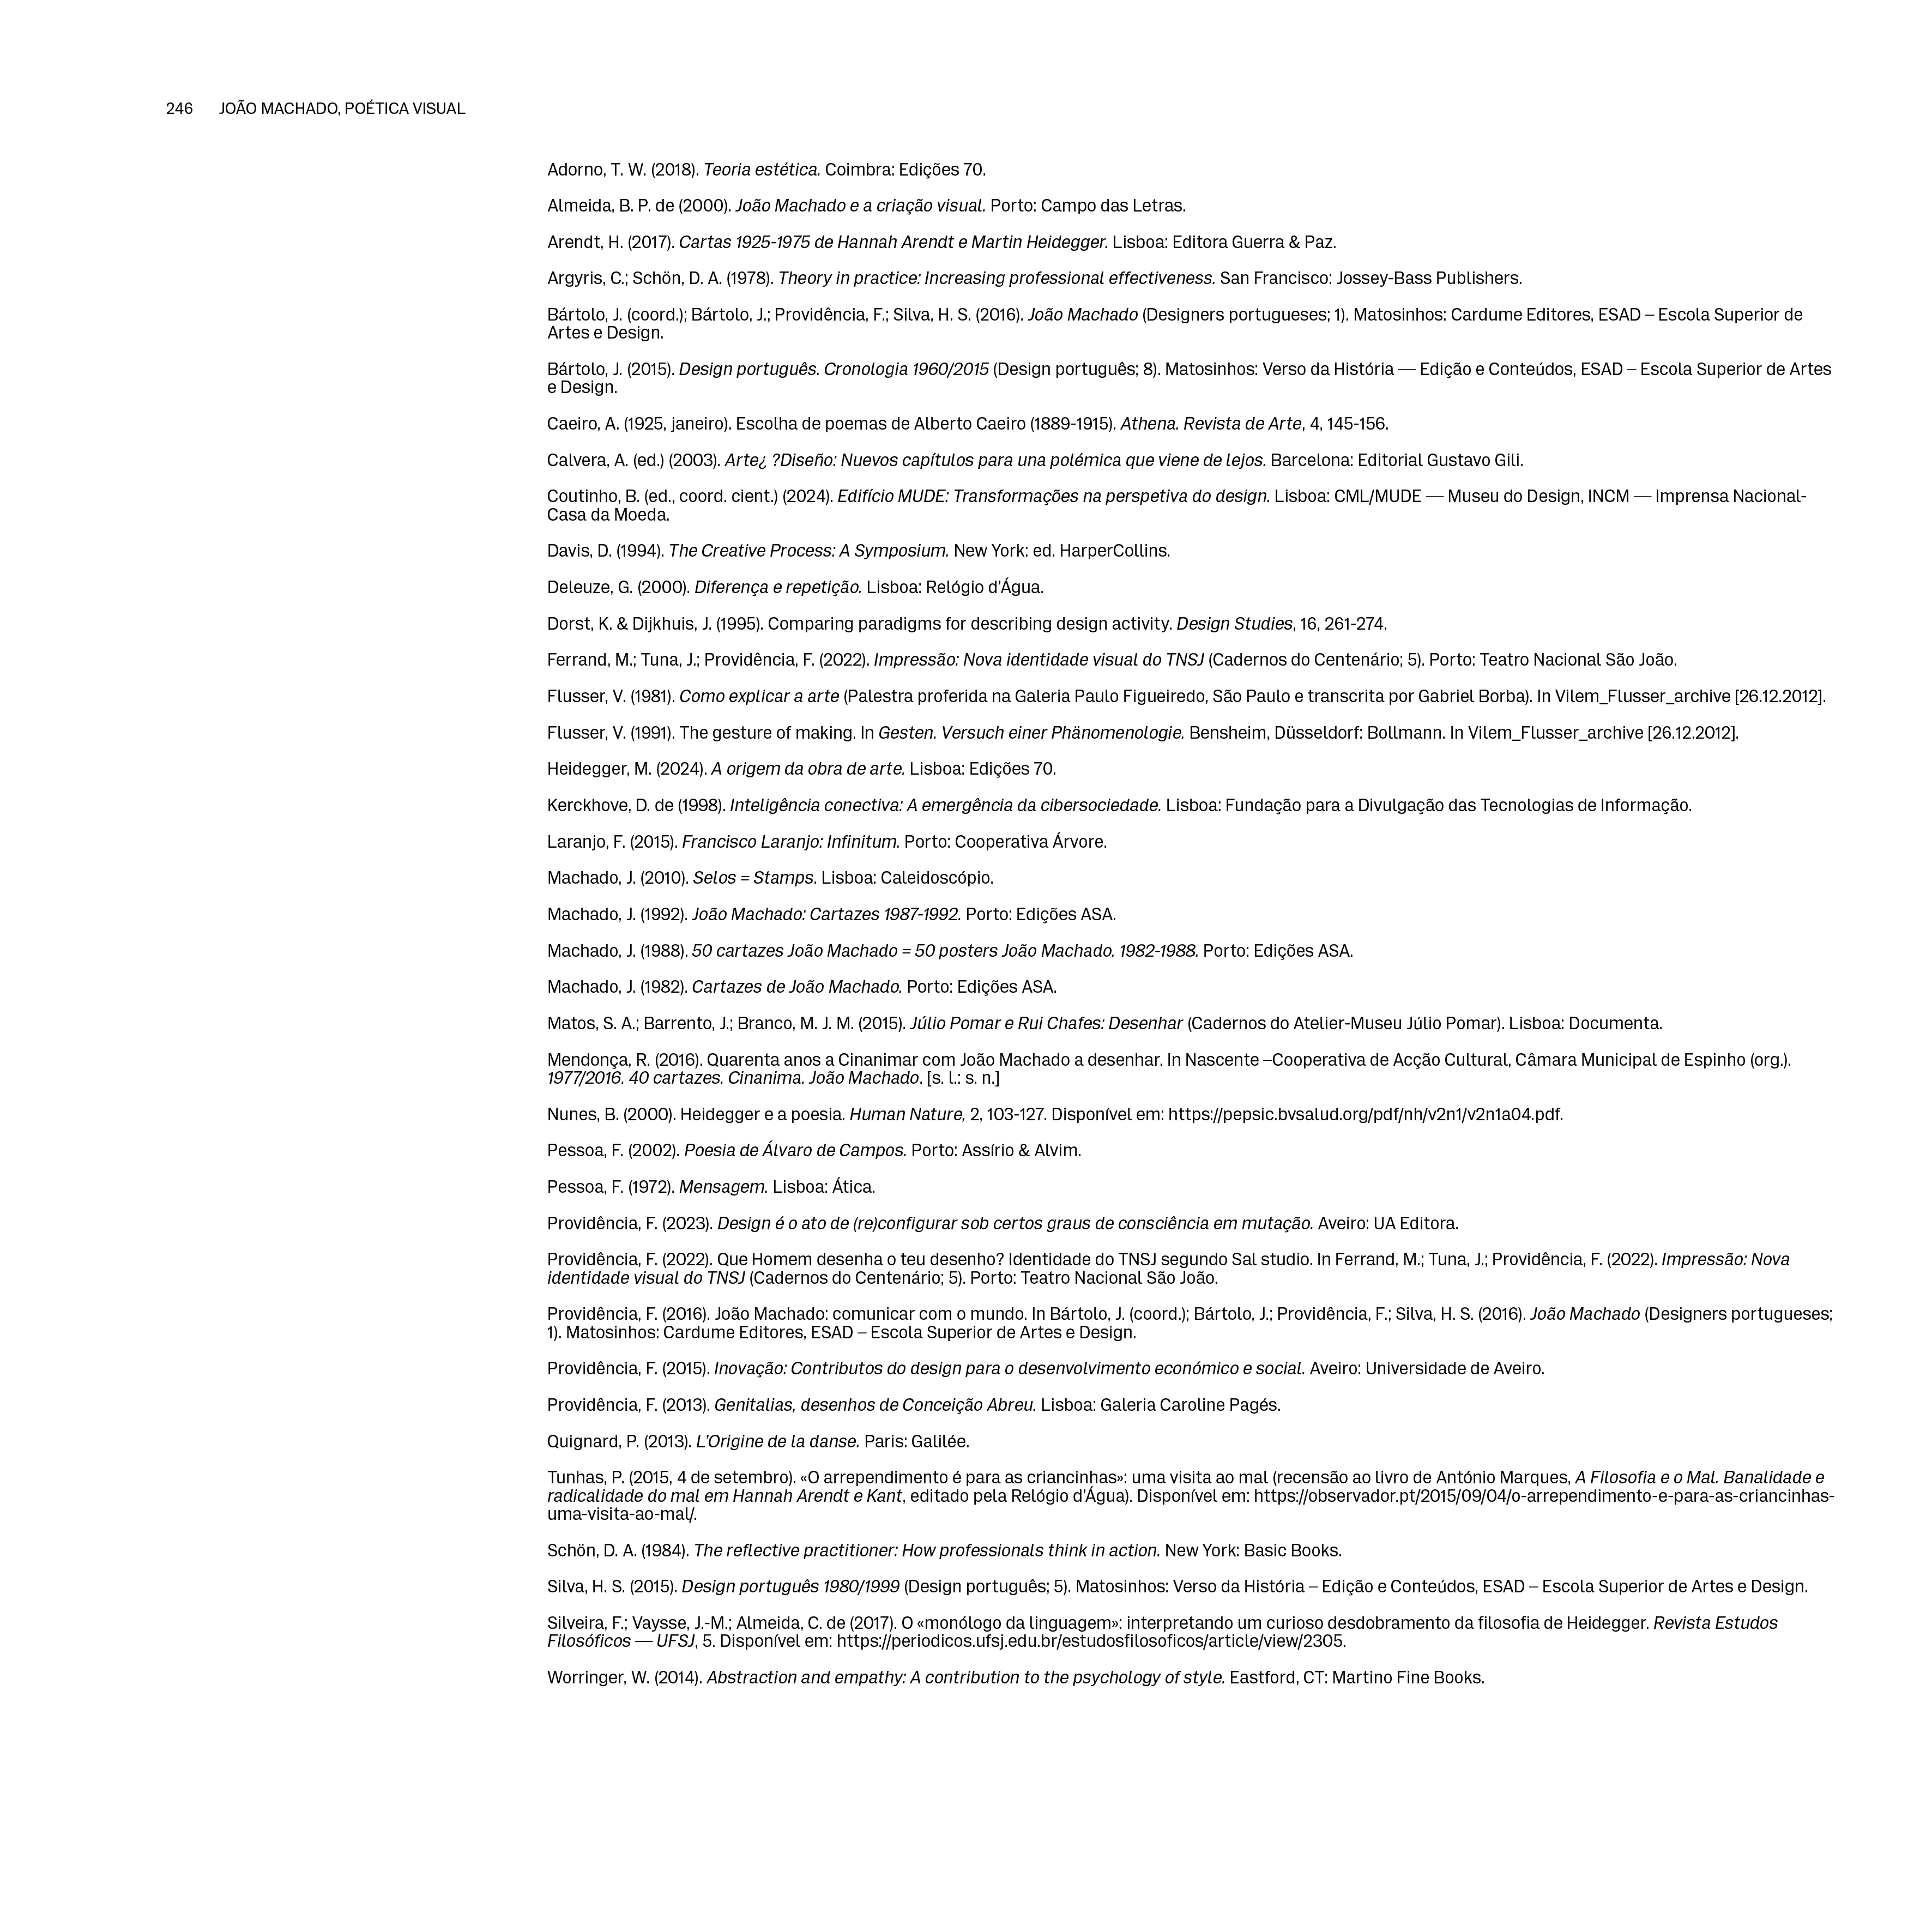 246 JOÃO MACHADO, POÉTICA VISUAL
Adorno, T. W. (2018). Teoria estética. Coimbra: Edições 70.
Almeida, B. P. de (2000). João Machado e a criação visual. Porto: Campo das Letras.
Arendt, H. (2017). Cartas 1925-1975 de Hannah Arendt e Martin Heidegger. Lisboa: Editora Guerra & Paz.
Argyris, C.; Schön, D. A. (1978). Theory in practice: Increasing professional effectiveness. San Francisco: Jossey-Bass Publishers.
Bártolo, J. (coord.); Bártolo, J.; Providência, F.; Silva, H. S. (2016). João Machado (Designers portugueses; 1). Matosinhos: Cardume Editores, ESAD – Escola Superior de
Artes e Design.
Bártolo, J. (2015). Design português. Cronologia 1960/2015 (Design português; 8). Matosinhos: Verso da História — Edição e Conteúdos, ESAD – Escola Superior de Artes
e Design.
Caeiro, A. (1925, janeiro). Escolha de poemas de Alberto Caeiro (1889-1915). Athena. Revista de Arte, 4, 145-156.
Calvera, A. (ed.) (2003). Arte¿ ?Diseño: Nuevos capítulos para una polémica que viene de lejos. Barcelona: Editorial Gustavo Gili.
Coutinho, B. (ed., coord. cient.) (2024). Edifício MUDE: Transformações na perspetiva do design. Lisboa: CML/MUDE — Museu do Design, INCM — Imprensa Nacional-
Casa da Moeda.
Davis, D. (1994). The Creative Process: A Symposium. New York: ed. HarperCollins.
Deleuze, G. (2000). Diferença e repetição. Lisboa: Relógio d'Água.
Dorst, K. & Dijkhuis, J. (1995). Comparing paradigms for describing design activity. Design Studies, 16, 261-274.
Ferrand, M.; Tuna, J.; Providência, F. (2022). Impressão: Nova identidade visual do TNSJ (Cadernos do Centenário; 5). Porto: Teatro Nacional São João.
Flusser, V. (1981). Como explicar a arte (Palestra proferida na Galeria Paulo Figueiredo, São Paulo e transcrita por Gabriel Borba). In Vilem_Flusser_archive [26.12.2012].
Flusser, V. (1991). The gesture of making. In Gesten. Versuch einer Phänomenologie. Bensheim, Düsseldorf: Bollmann. In Vilem_Flusser_archive [26.12.2012].
Heidegger, M. (2024). A origem da obra de arte. Lisboa: Edições 70.
Kerckhove, D. de (1998). Inteligência conectiva: A emergência da cibersociedade. Lisboa: Fundação para a Divulgação das Tecnologias de Informação.
Laranjo, F. (2015). Francisco Laranjo: Infinitum. Porto: Cooperativa Árvore.
Machado, J. (2010). Selos = Stamps. Lisboa: Caleidoscópio.
Machado, J. (1992). João Machado: Cartazes 1987-1992. Porto: Edições ASA.
Machado, J. (1988). 50 cartazes João Machado = 50 posters João Machado. 1982-1988. Porto: Edições ASA.
Machado, J. (1982). Cartazes de João Machado. Porto: Edições ASA.
Matos, S. A.; Barrento, J.; Branco, M. J. M. (2015). Júlio Pomar e Rui Chafes: Desenhar (Cadernos do Atelier-Museu Júlio Pomar). Lisboa: Documenta.
Mendonça, R. (2016). Quarenta anos a Cinanimar com João Machado a desenhar. In Nascente –Cooperativa de Acção Cultural, Câmara Municipal de Espinho (org.).
1977/2016. 40 cartazes. Cinanima. João Machado. [s. l.: s. n.]
Nunes, B. (2000). Heidegger e a poesia. Human Nature, 2, 103-127. Disponível em: https://pepsic.bvsalud.org/pdf/nh/v2n1/v2n1a04.pdf.
Pessoa, F. (2002). Poesia de Álvaro de Campos. Porto: Assírio & Alvim.
Pessoa, F. (1972). Mensagem. Lisboa: Ática.
Providência, F. (2023). Design é o ato de (re)configurar sob certos graus de consciência em mutação. Aveiro: UA Editora.
Providência, F. (2022). Que Homem desenha o teu desenho? Identidade do TNSJ segundo Sal studio. In Ferrand, M.; Tuna, J.; Providência, F. (2022). Impressão: Nova
identidade visual do TNSJ (Cadernos do Centenário; 5). Porto: Teatro Nacional São João.
Providência, F. (2016). João Machado: comunicar com o mundo. In Bártolo, J. (coord.); Bártolo, J.; Providência, F.; Silva, H. S. (2016). João Machado (Designers portugueses;
1). Matosinhos: Cardume Editores, ESAD – Escola Superior de Artes e Design.
Providência, F. (2015). Inovação: Contributos do design para o desenvolvimento económico e social. Aveiro: Universidade de Aveiro.
Providência, F. (2013). Genitalias, desenhos de Conceição Abreu. Lisboa: Galeria Caroline Pagés.
Quignard, P. (2013). L'Origine de la danse. Paris: Galilée.
Tunhas, P. (2015, 4 de setembro). «O arrependimento é para as criancinhas»: uma visita ao mal (recensão ao livro de António Marques, A Filosofia e o Mal. Banalidade e
radicalidade do mal em Hannah Arendt e Kant, editado pela Relógio d'Água). Disponível em: https://observador.pt/2015/09/04/o-arrependimento-e-para-as-criancinhas-
uma-visita-ao-mal/.
Schön, D. A. (1984). The reflective practitioner: How professionals think in action. New York: Basic Books.
Silva, H. S. (2015). Design português 1980/1999 (Design português; 5). Matosinhos: Verso da História – Edição e Conteúdos, ESAD – Escola Superior de Artes e Design.
Silveira, F.; Vaysse, J.-M.; Almeida, C. de (2017). O «monólogo da linguagem»: interpretando um curioso desdobramento da filosofia de Heidegger. Revista Estudos
Filosóficos — UFSJ, 5. Disponível em: https://periodicos.ufsj.edu.br/estudosfilosoficos/article/view/2305.
Worringer, W. (2014). Abstraction and empathy: A contribution to the psychology of style. Eastford, CT: Martino Fine Books.